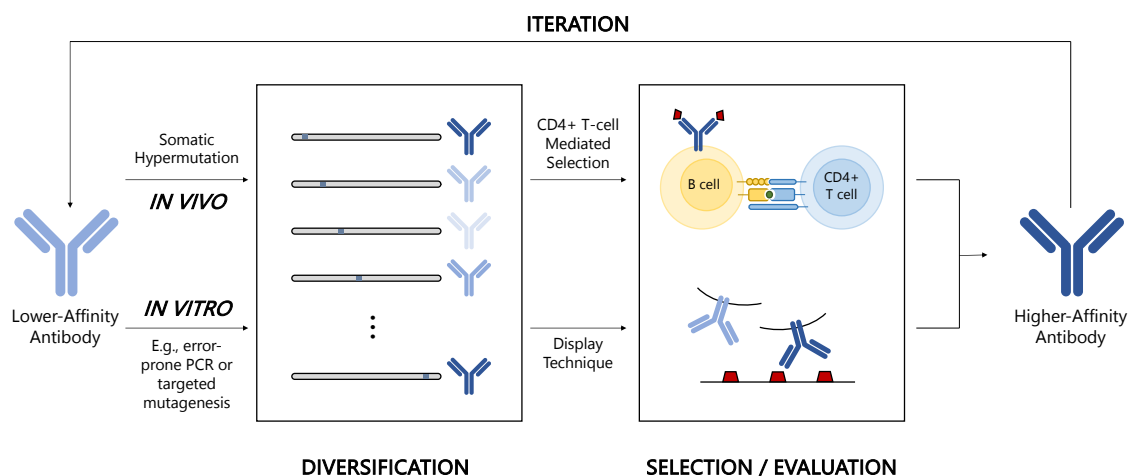 ITERATION
Somatic
Hypermutation
IN VIVO
CD4+ T-cell
Mediated
Selection
B cell
CD4+
T cell
Lower-Affinity
Antibody
IN VITRO
E.g., error-
prone PCR or
targeted
mutagenesis
Display
Technique
Higher-Affinity
Antibody
DIVERSIFICATION
SELECTION / EVALUATION